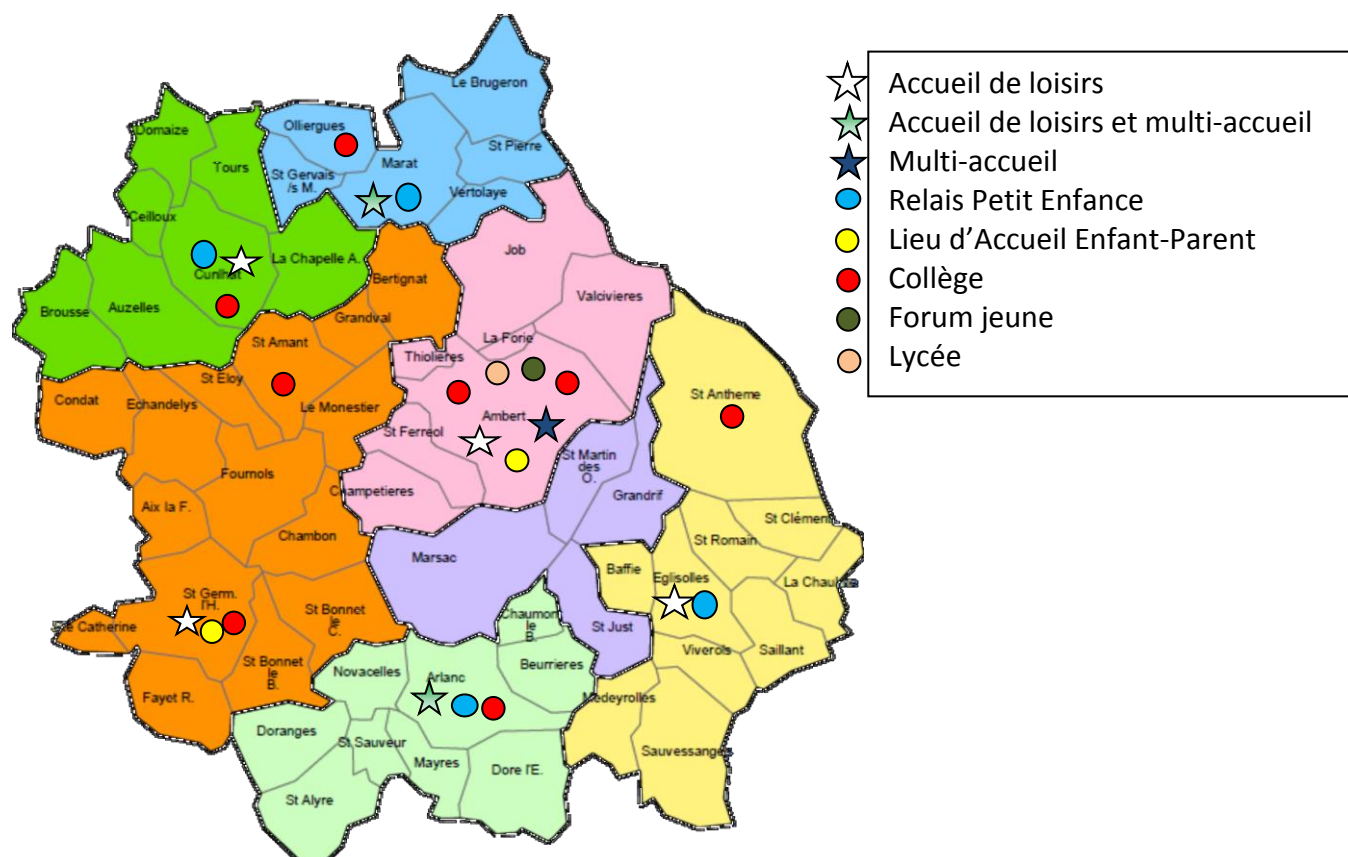 Le Brugeron
Olliergues
Domaize
Marat
St Pierre
Tours
St Gervais
/s M.
Vertolaye
Ceilloux
Job
La Chapelle A.
Cunlhat
Bertignat
Valcivieres
Auzelles
Brousse
Grandval
La Forie
St Amant
Thiolieres
St Eloy
St Antheme
Condat
Echandelys
Le Monestier
Ambert
St Ferreol
St Martin
des
O.
Fournols
Champetieres
Grandrif
Aix la F.
St Clément
Chambon
St Romain
Marsac
Baffie
Eglisolles
St Germ.
l'H.
St Bonnet
le
C.
Chaumont
le
B.
Ste Catherine
St Just
Viverols
Saillant
St Bonnet
le
B.
Novacelles
Arlanc
Beurrieres
Fayet R.
Medeyrolles
Doranges
St Sauveur
Sauvessanges
Mayres
Dore l'E.
St Alyre
Accueil de loisirs
Accueil de loisirs et multi-accueil
Multi-accueil
Relais Petit Enfance
Lieu d'Accueil Enfant-Parent
Collège
Forum jeune
Lycée